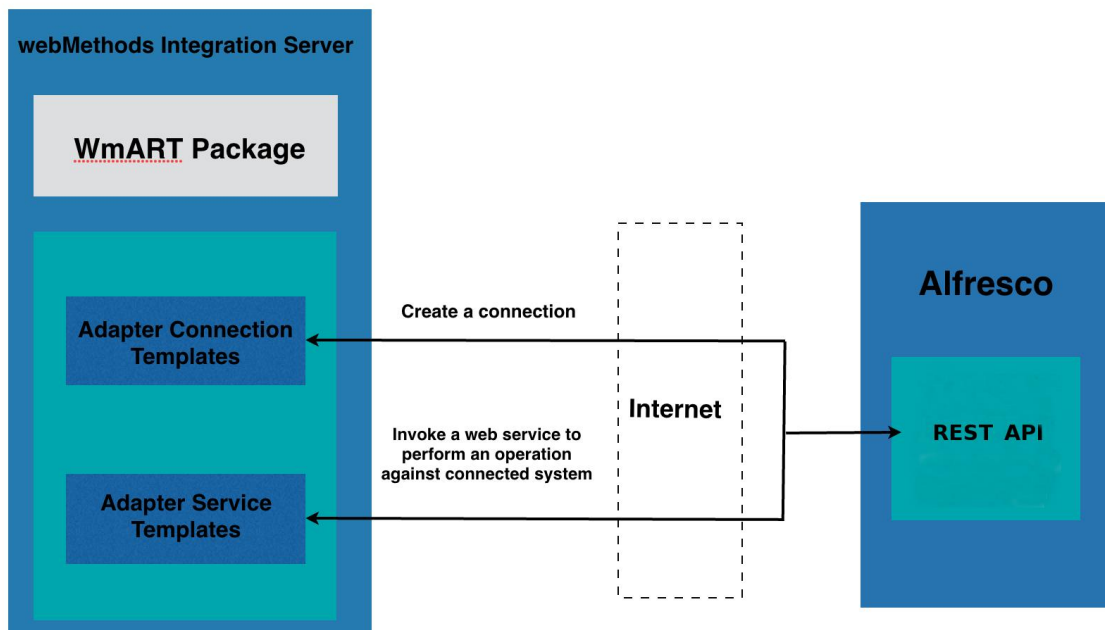 webMethods Integration Server
WmART Package
Adapter Connection
Templates
Adapter Service
Templates
Create a connection
Invoke a web service to
perform an operation
against connected system
Internet
Alfresco
REST API